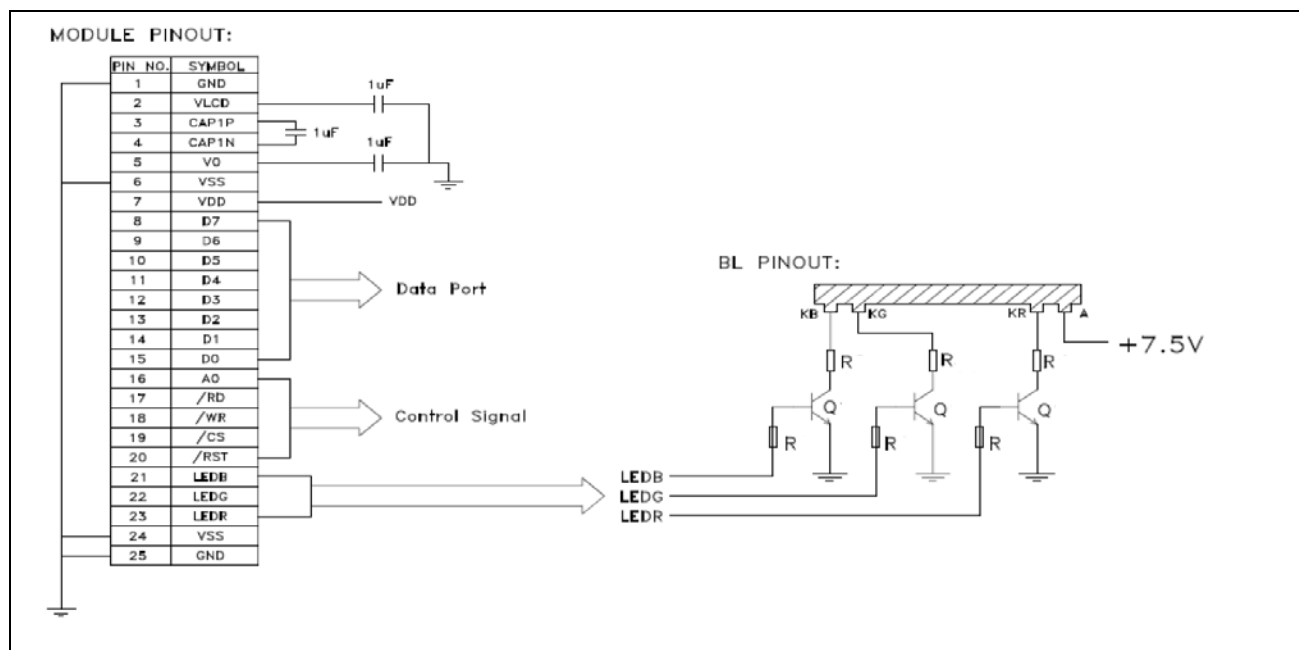 MODULE PINOUT:
PIN NO. SYMBOL
1 GND
2 VLCD
3 CAP1P
4 CAP1N
5 V0
6 VSS
7 VDD
8 D7
9 D6
10 D5
11 D4
12 D3
13 D2
14 D1
15 D0
16 A0
17 /RD
18 /WR
19 /CS
20 /RST
21 LEDB
22 LEDG
23 LEDR
24 VSS
25 GND
1uF
1uF
1uF
VDD
Data Port
Control Signal
BL PINOUT:
KB KG KR A
+7.5V
R R R
Q Q Q
R R R
LEDB
LEDG
LEDR